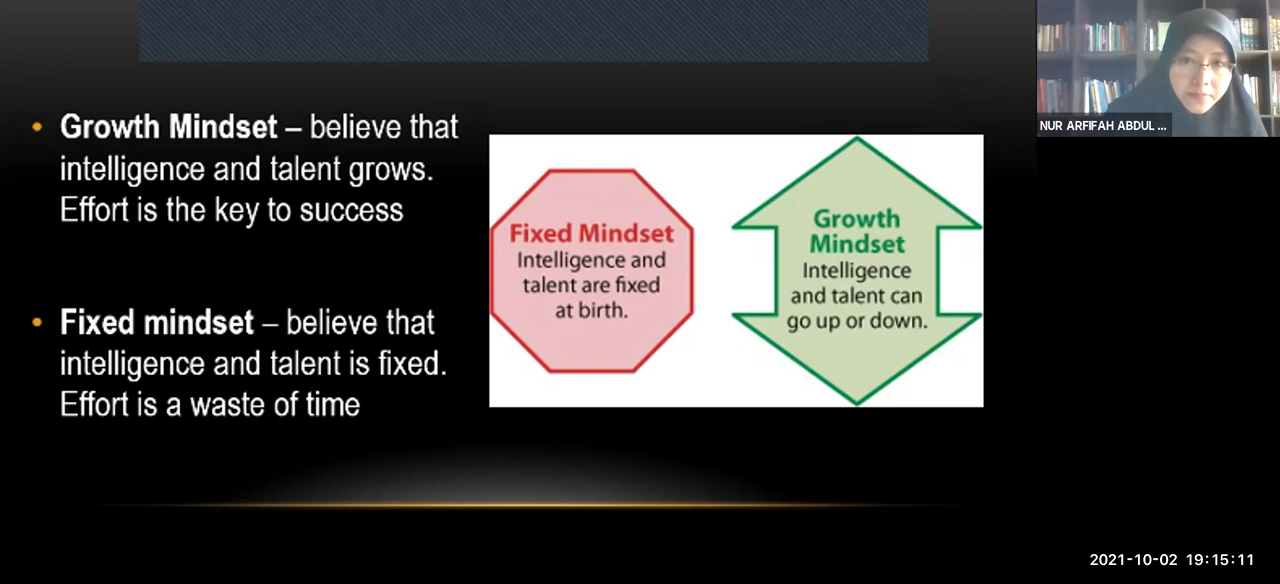 • Growth Mindset – believe that
intelligence and talent grows.
Effort is the key to success
• Fixed mindset – believe that
intelligence and talent is fixed.
Effort is a waste of time
Fixed Mindset
Intelligence and
talent are fixed
at birth.
Growth
Mindset
Intelligence
and talent can
go up or down.
NUR ARFIFAH ABDUL ...
2021-10-02 19:15:11